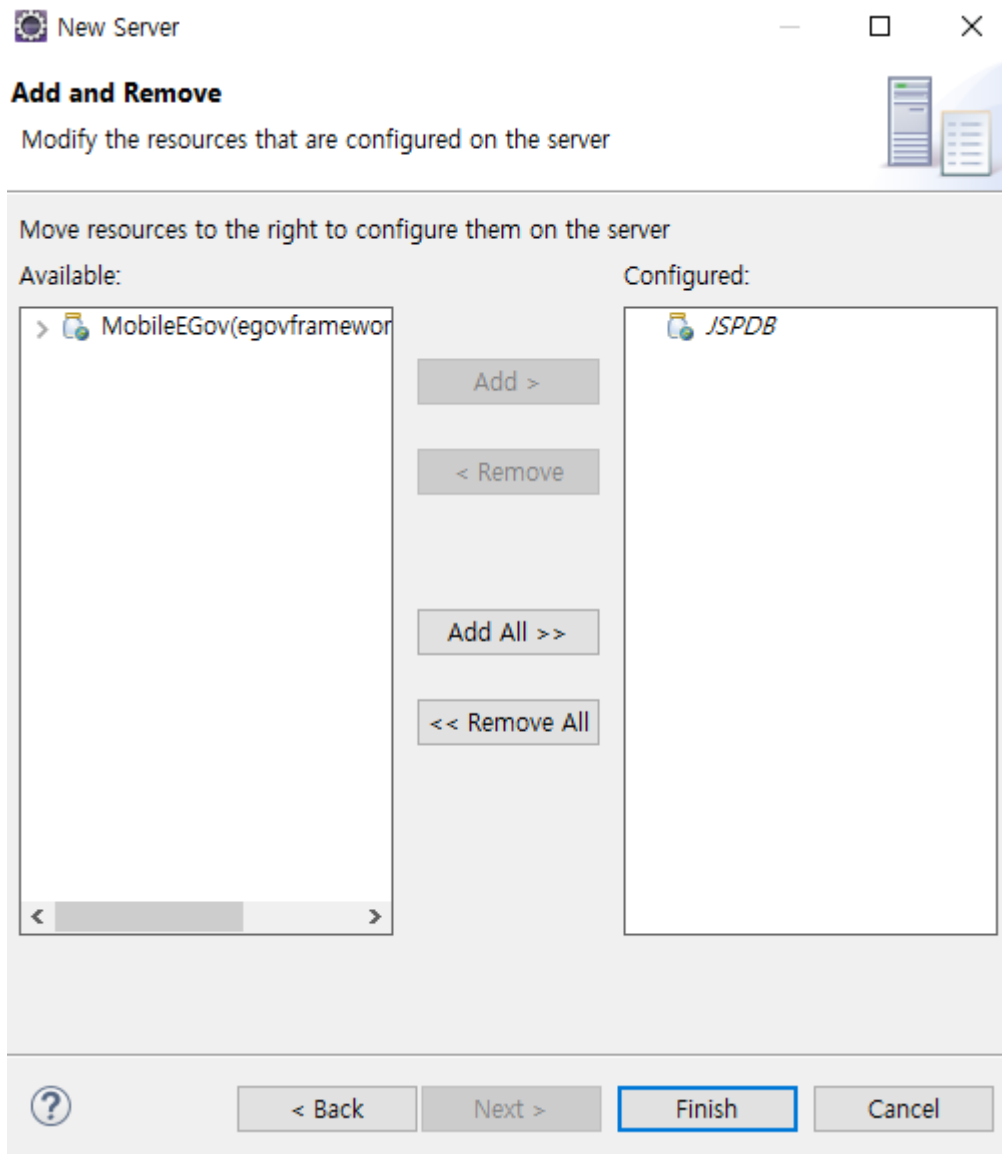 New Server
Add and Remove
Modify the resources that are configured on the server
Move resources to the right to configure them on the server
Available:
Configured:
MobileEGov(egovframewor
JSPDB
Add >
< Remove
Add All >>
<< Remove All
?
< Back
Next >
Finish
Cancel